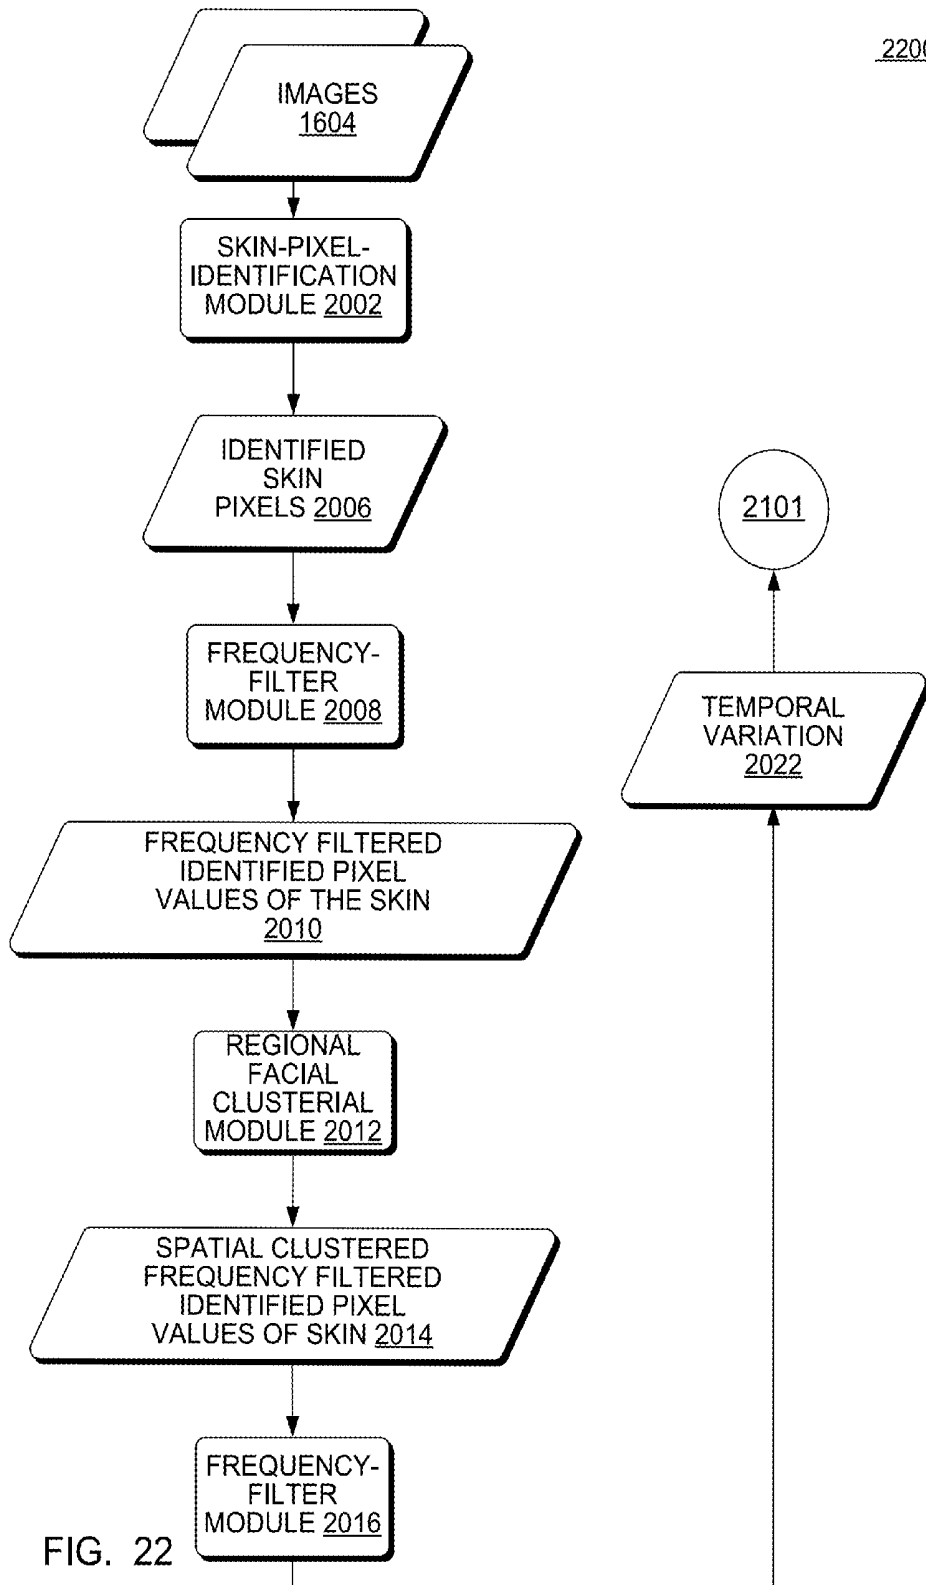 2200
IMAGES
1604
SKIN-PIXEL-
IDENTIFICATION
MODULE 2002
IDENTIFIED
SKIN
PIXELS 2006
FREQUENCY-
FILTER
MODULE 2008
FREQUENCY FILTERED
IDENTIFIED PIXEL
VALUES OF THE SKIN
2010
REGIONAL
FACIAL
CLUSTERIAL
MODULE 2012
SPATIAL CLUSTERED
FREQUENCY FILTERED
IDENTIFIED PIXEL
VALUES OF SKIN 2014
FREQUENCY-
FILTER
MODULE 2016
2101
TEMPORAL
VARIATION
2022
FIG. 22